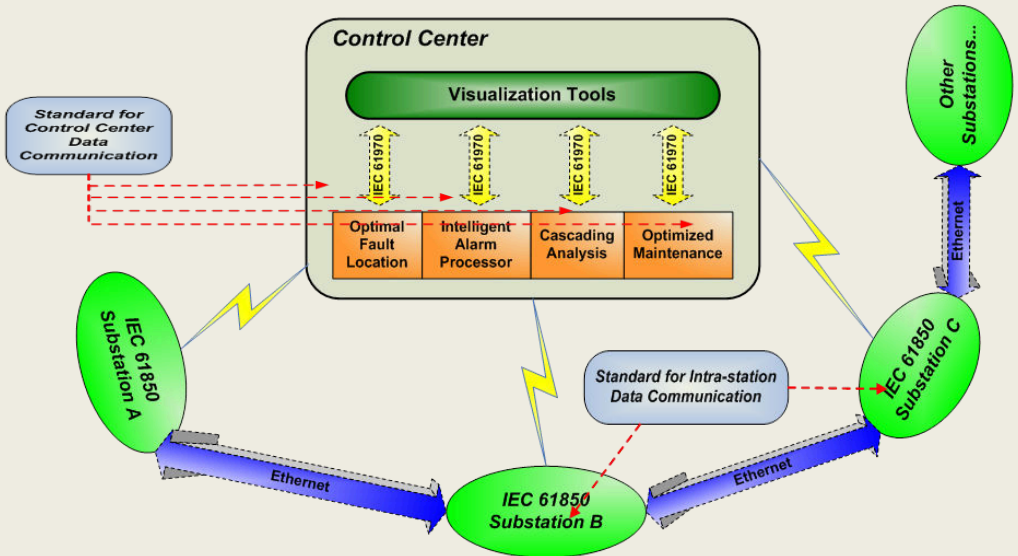 Control Center
Visualization Tools
Standard for
Control Center
Data
Communication
IEC 61970
IEC 61970
IEC 61970
IEC 61970
Optimal
Fault
Location
Intelligent
Alarm
Processor
Cascading
Analysis
Optimized
Maintenance
Other
Substations...
Ethernet
IEC 61850
Substation A
Standard for Intra-station
Data Communication
IEC 61850
Substation C
Ethernet
Ethernet
IEC 61850
Substation B